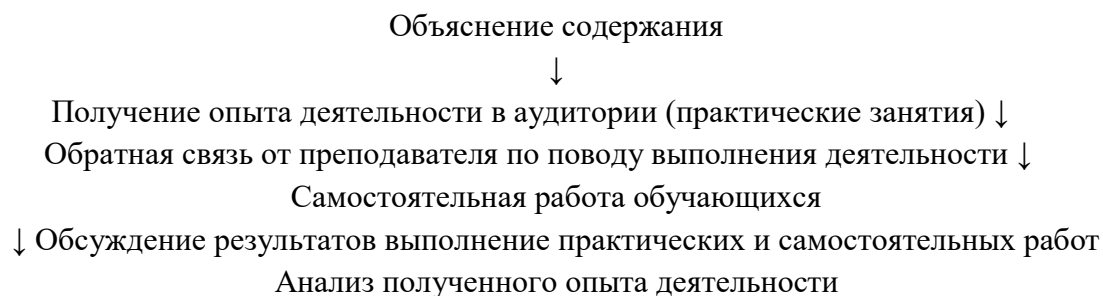 Объяснение содержания
↓
Получение опыта деятельности в аудитории (практические занятия) ↓
Обратная связь от преподавателя по поводу выполнения деятельности ↓
Самостоятельная работа обучающихся
↓ Обсуждение результатов выполнение практических и самостоятельных работ
Анализ полученного опыта деятельности